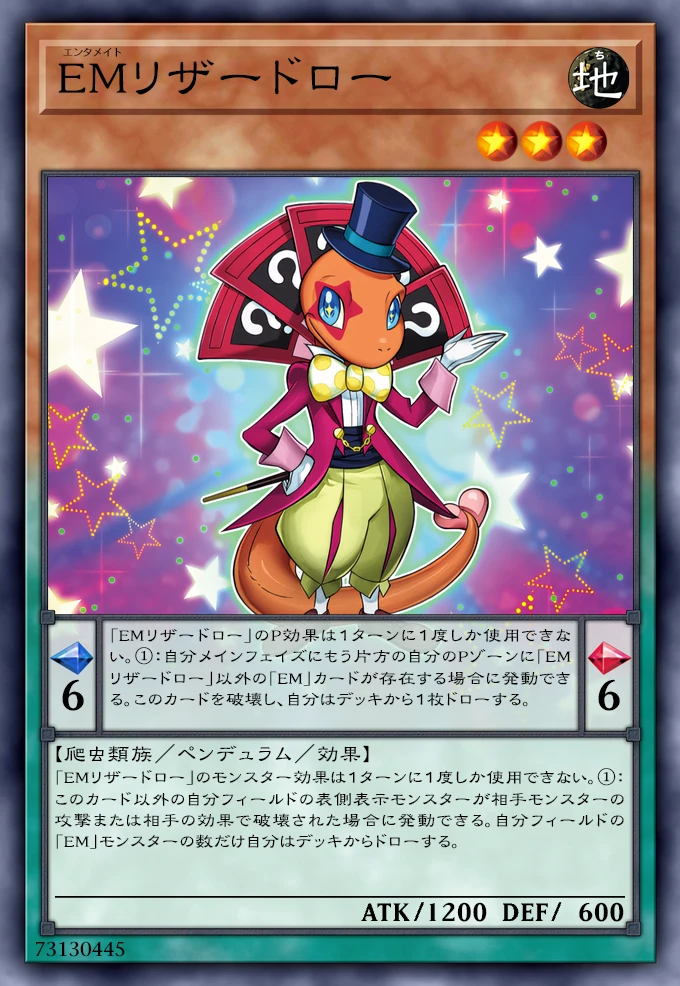 エンタメイト
EMリザードロー
ち
地
「EMリザードロー」のP効果は1ターンに1度しか使用できな
い。①:自分メインフェイズにもう片方の自分のPゾーンに「EM
リザードロー」以外の「EM」カードが存在する場合に発動でき
る。このカードを破壊し、自分はデッキから1枚ドローする。
6
6
【爬虫類族/ペンデュラム/効果】
「EMリザードロー」のモンスター効果は1ターンに1度しか使用できない。①:
このカード以外の自分フィールドの表側表示モンスターが相手モンスターの
攻撃または相手の効果で破壊された場合に発動できる。自分フィールドの
「EM」モンスターの数だけ自分はデッキからドローする。
ATK/1200 DEF/ 600
73130445